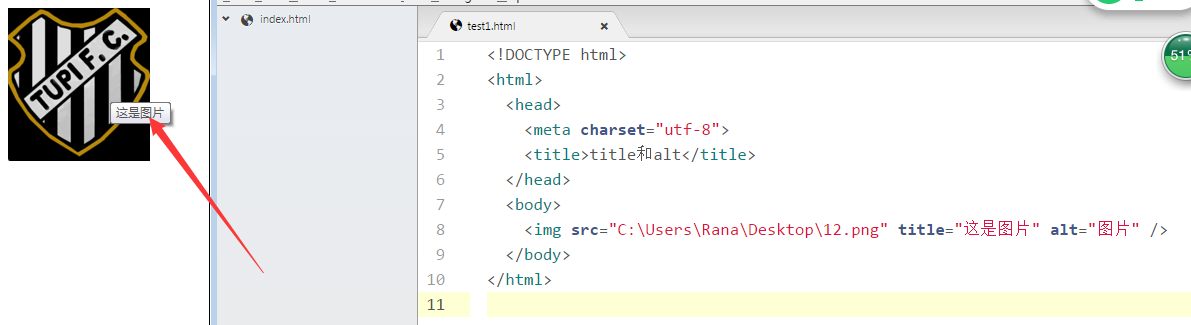 TUPI F. C.
这是图片
index.html
test1.html ×
51%
1 <!DOCTYPE html>
2 <html>
3 <head>
4 <meta charset="utf-8">
5 <title>title和alt</title>
6 </head>
7 <body>
8 <img src="C:\Users\Rana\Desktop\12.png" title="这是图片" alt="图片" />
9 </body>
10 </html>
11